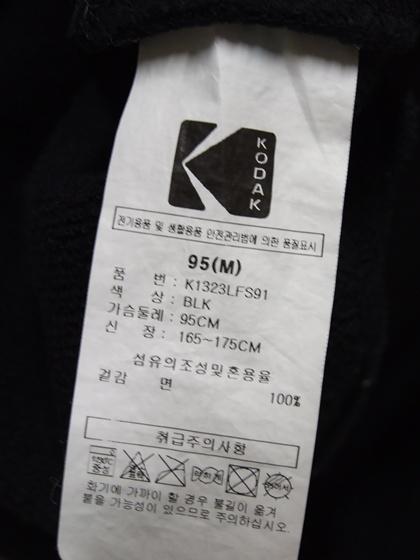 KODAK
전기용품 및 생활용품 안전관리법에 의한 품질표시
95(M)
품 번 : K1323LFS91
색 상 : BLK
가슴둘레 : 95CM
신 장 : 165~175CM
섬유의조성및혼용율
겉감 면 100%
취급주의사항
약하게
화기에 가까이 할 경우 불길이 옮겨
붙을 가능성이 있으므로 주의하십시오.